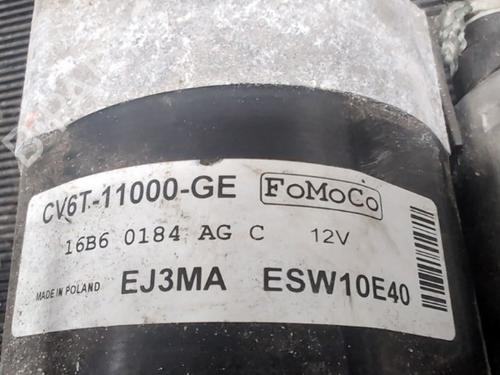 CV6T-11000-GE FoMoCo
16B6 0184 AG C 12V
MADE IN POLAND EJ3MA ESW10E40